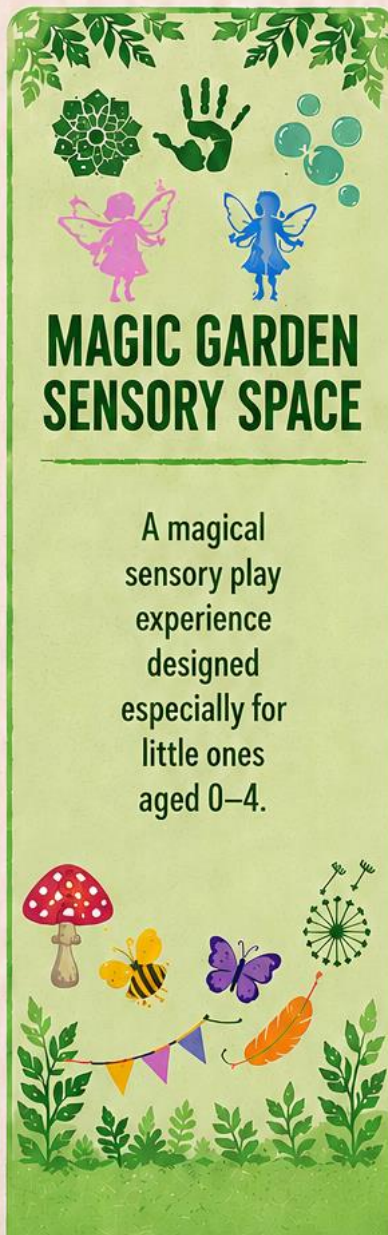 MAGIC GARDEN
SENSORY SPACE
A magical
sensory play
experience
designed
especially for
little ones
aged 0–4.